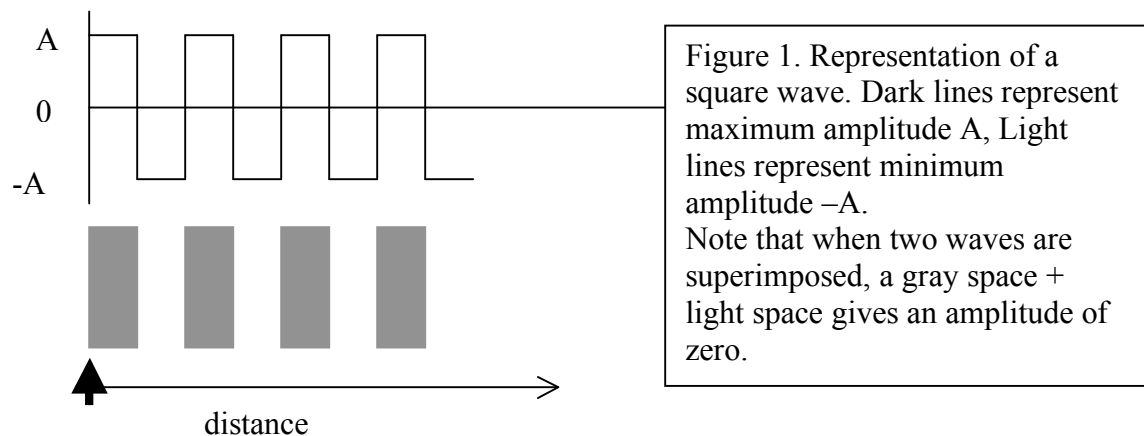 A
0
-A
distance
Figure 1. Representation of a
square wave. Dark lines represent
maximum amplitude A, Light
lines represent minimum
amplitude –A.
Note that when two waves are
superimposed, a gray space +
light space gives an amplitude of
zero.